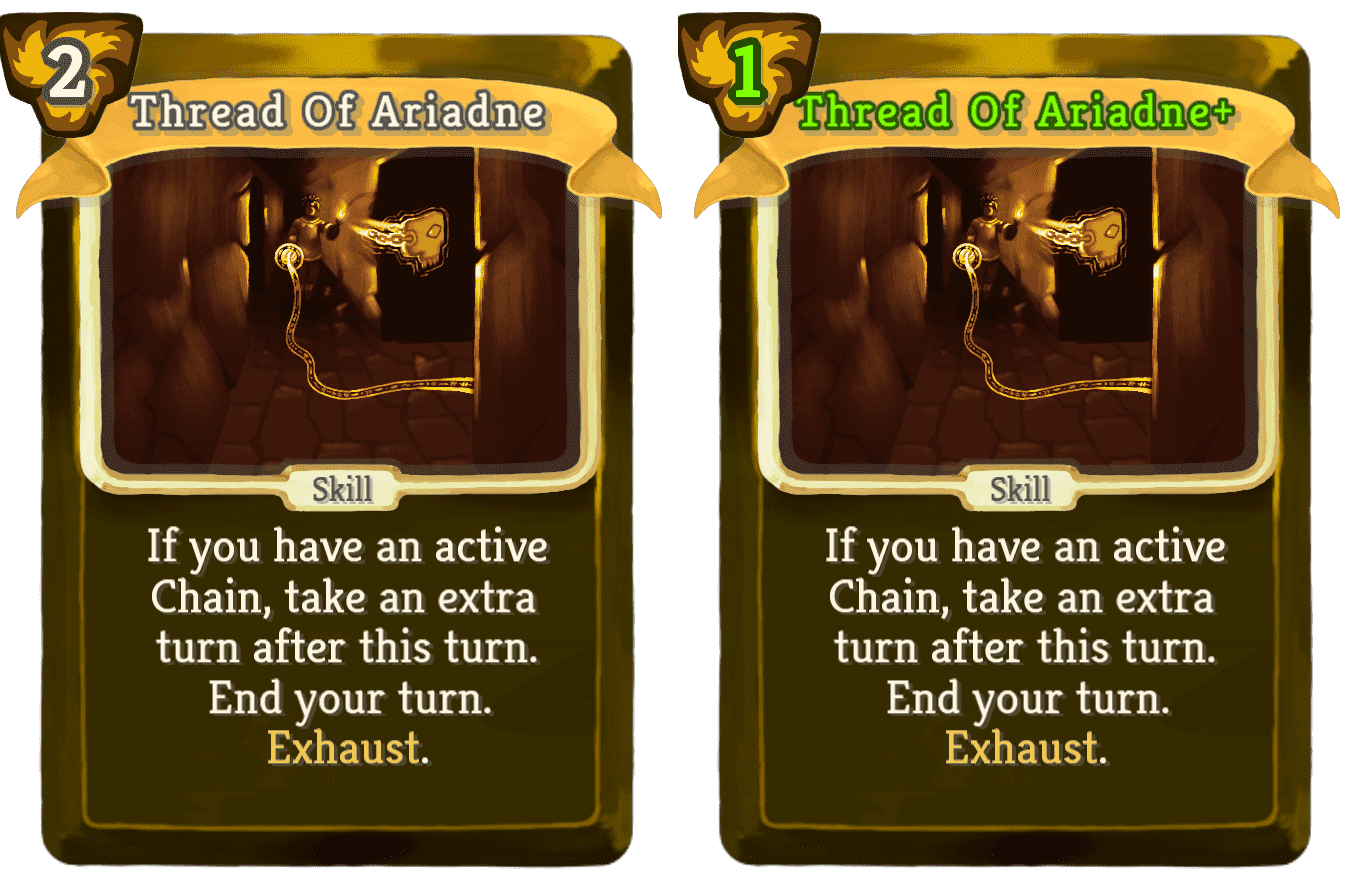 2
Thread Of Ariadne
Skill
If you have an active
Chain, take an extra
turn after this turn.
End your turn.
Exhaust.
1
Thread Of Ariadne+
Skill
If you have an active
Chain, take an extra
turn after this turn.
End your turn.
Exhaust.